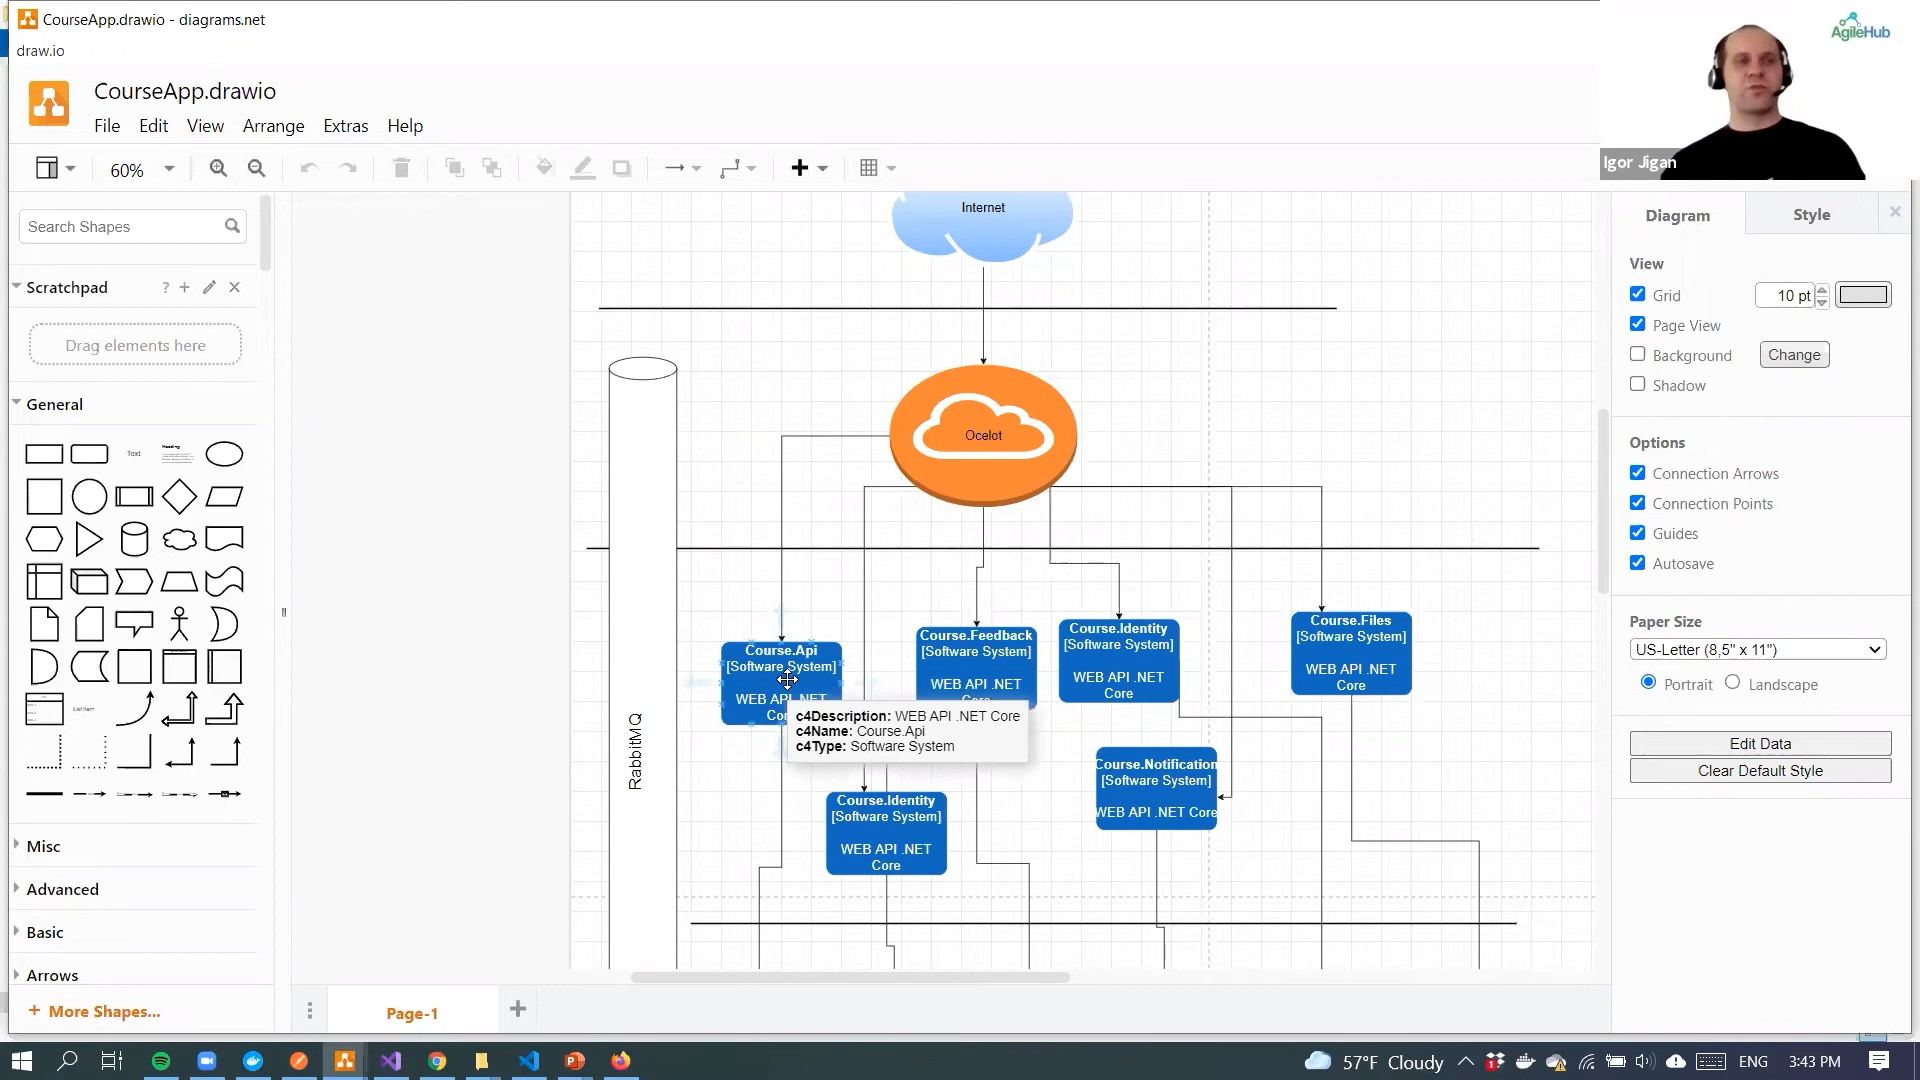 CourseApp.drawio - diagrams.net
draw.io
AgileHub
CourseApp.drawio
File Edit View Arrange Extras Help
Igor Jigan
60%
Search Shapes
Scratchpad
?
Drag elements here
General
Text
Heading
List Item
Misc
Advanced
Basic
Arrows
+ More Shapes...
Internet
Ocelot
RabbitMQ
Course.Api
[Software System]
WEB API .NET
Course.Feedback
[Software System]
WEB API .NET
Core
Course.Identity
[Software System]
WEB API .NET
Core
Course.Files
[Software System]
WEB API .NET
Core
c4Description: WEB API .NET Core
c4Name: Course.Api
c4Type: Software System
Course.Identity
[Software System]
WEB API .NET
Core
Course.Notification
[Software System]
WEB API .NET Core
Page-1
Diagram Style
View
Grid 10 pt
Page View
Background Change
Shadow
Options
Connection Arrows
Connection Points
Guides
Autosave
Paper Size
US-Letter (8,5" x 11")
Portrait Landscape
Edit Data
Clear Default Style
57°F Cloudy
ENG
3:43 PM